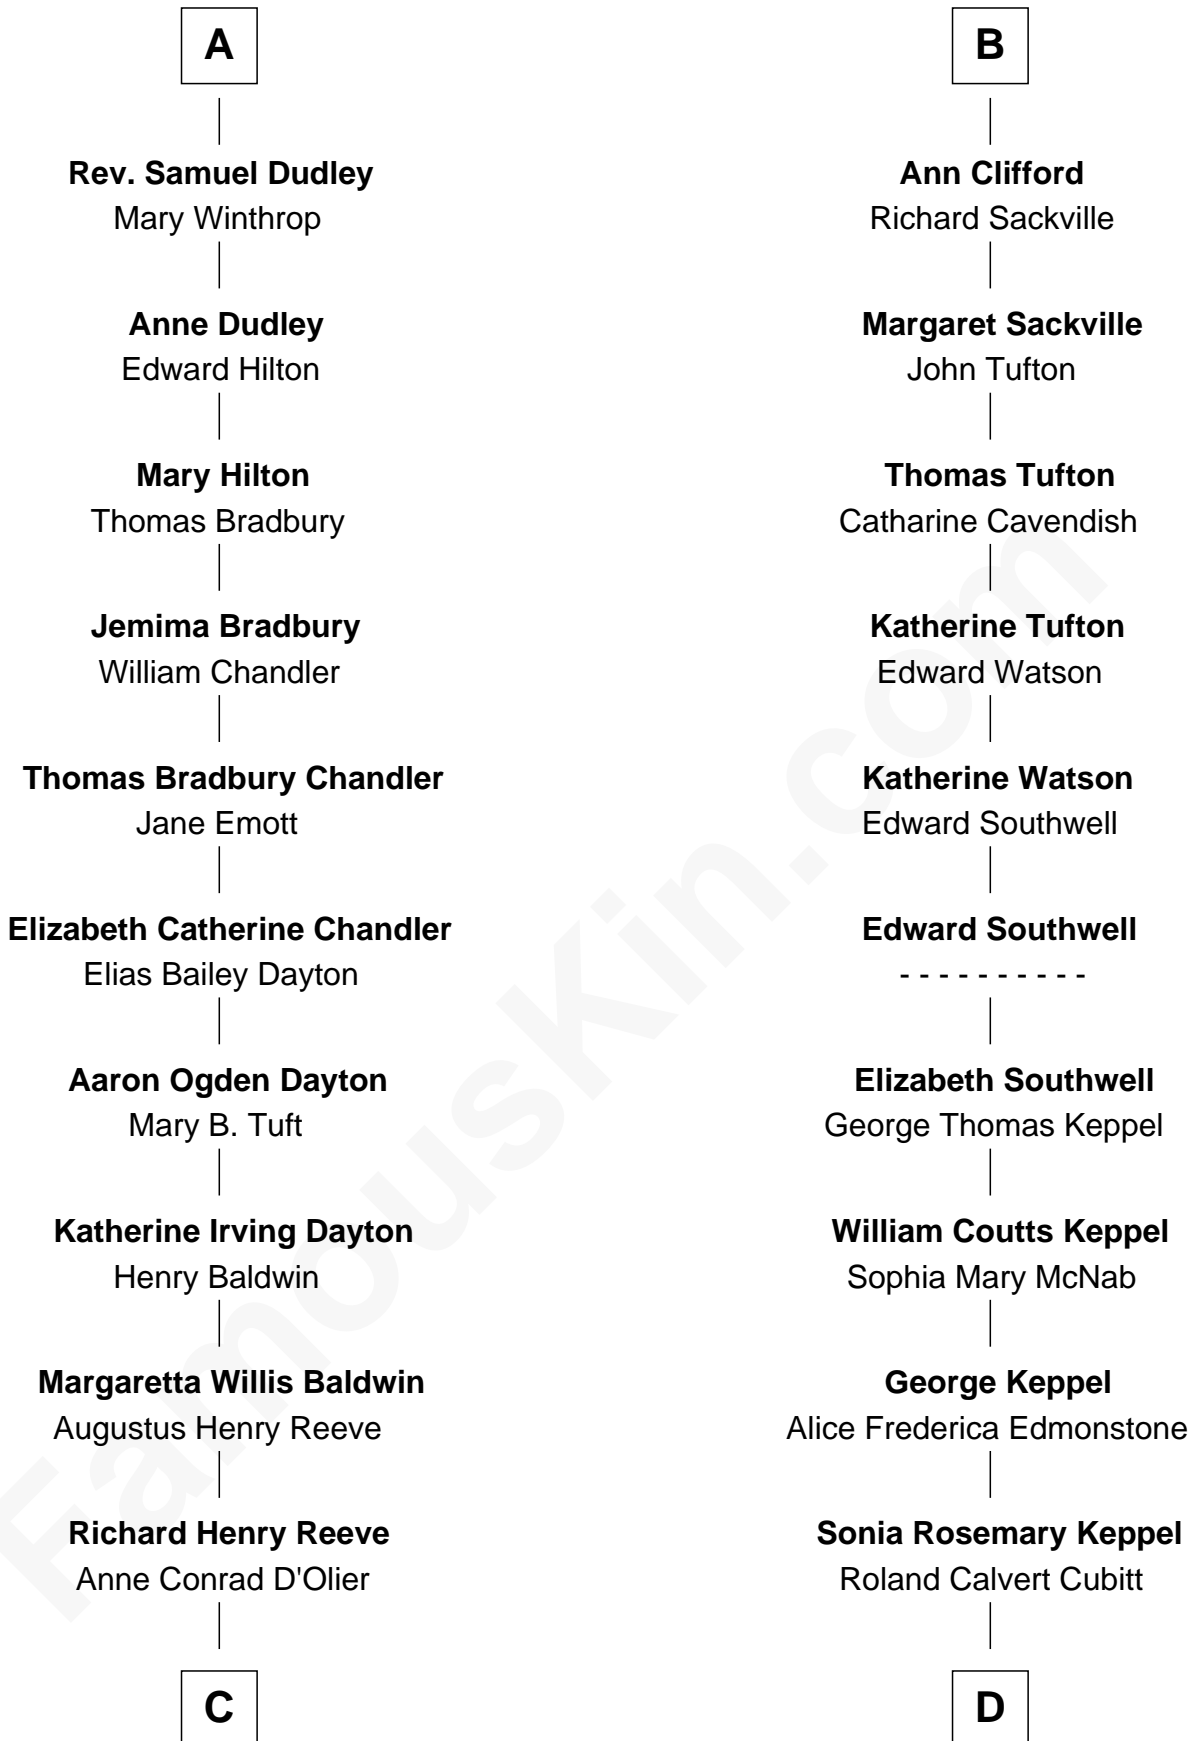 A
Rev. Samuel Dudley
Mary Winthrop
Anne Dudley
Edward Hilton
Mary Hilton
Thomas Bradbury
Jemima Bradbury
William Chandler
Thomas Bradbury Chandler
Jane Emott
Elizabeth Catherine Chandler
Elias Bailey Dayton
Aaron Ogden Dayton
Mary B. Tuft
Katherine Irving Dayton
Henry Baldwin
Margaretta Willis Baldwin
Augustus Henry Reeve
Richard Henry Reeve
Anne Conrad D'Olier
C
B
Ann Clifford
Richard Sackville
Margaret Sackville
John Tufton
Thomas Tufton
Catharine Cavendish
Katherine Tufton
Edward Watson
Katherine Watson
Edward Southwell
Edward Southwell
- - - - - - - - - -
Elizabeth Southwell
George Thomas Keppel
William Coutts Keppel
Sophia Mary McNab
George Keppel
Alice Frederica Edmonstone
Sonia Rosemary Keppel
Roland Calvert Cubitt
D
FamousKin.com